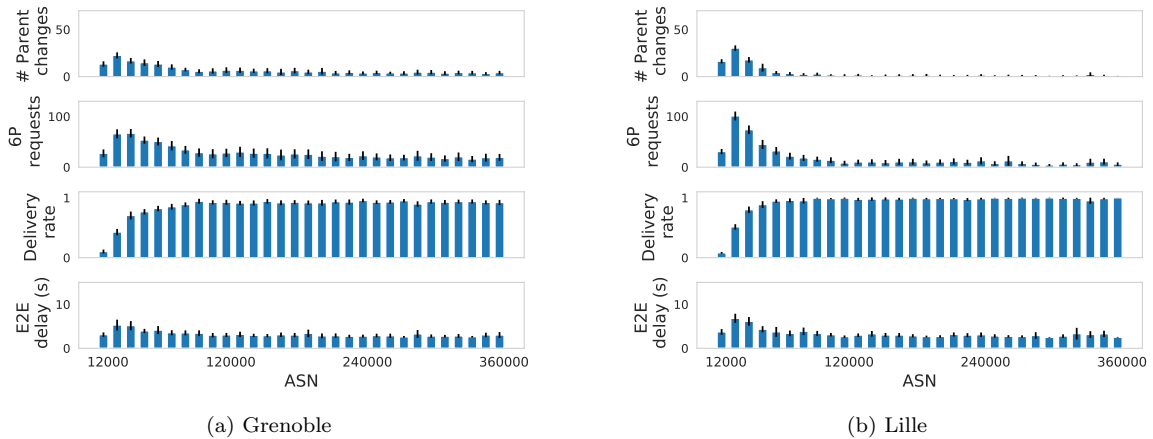 # Parent
changes
50
0
6P
requests
100
0
Delivery
rate
1
0
E2E
delay (s)
10
0
12000
120000
240000
360000
ASN
(a) Grenoble
# Parent
changes
50
0
6P
requests
100
0
Delivery
rate
1
0
E2E
delay (s)
10
0
12000
120000
240000
360000
ASN
(b) Lille